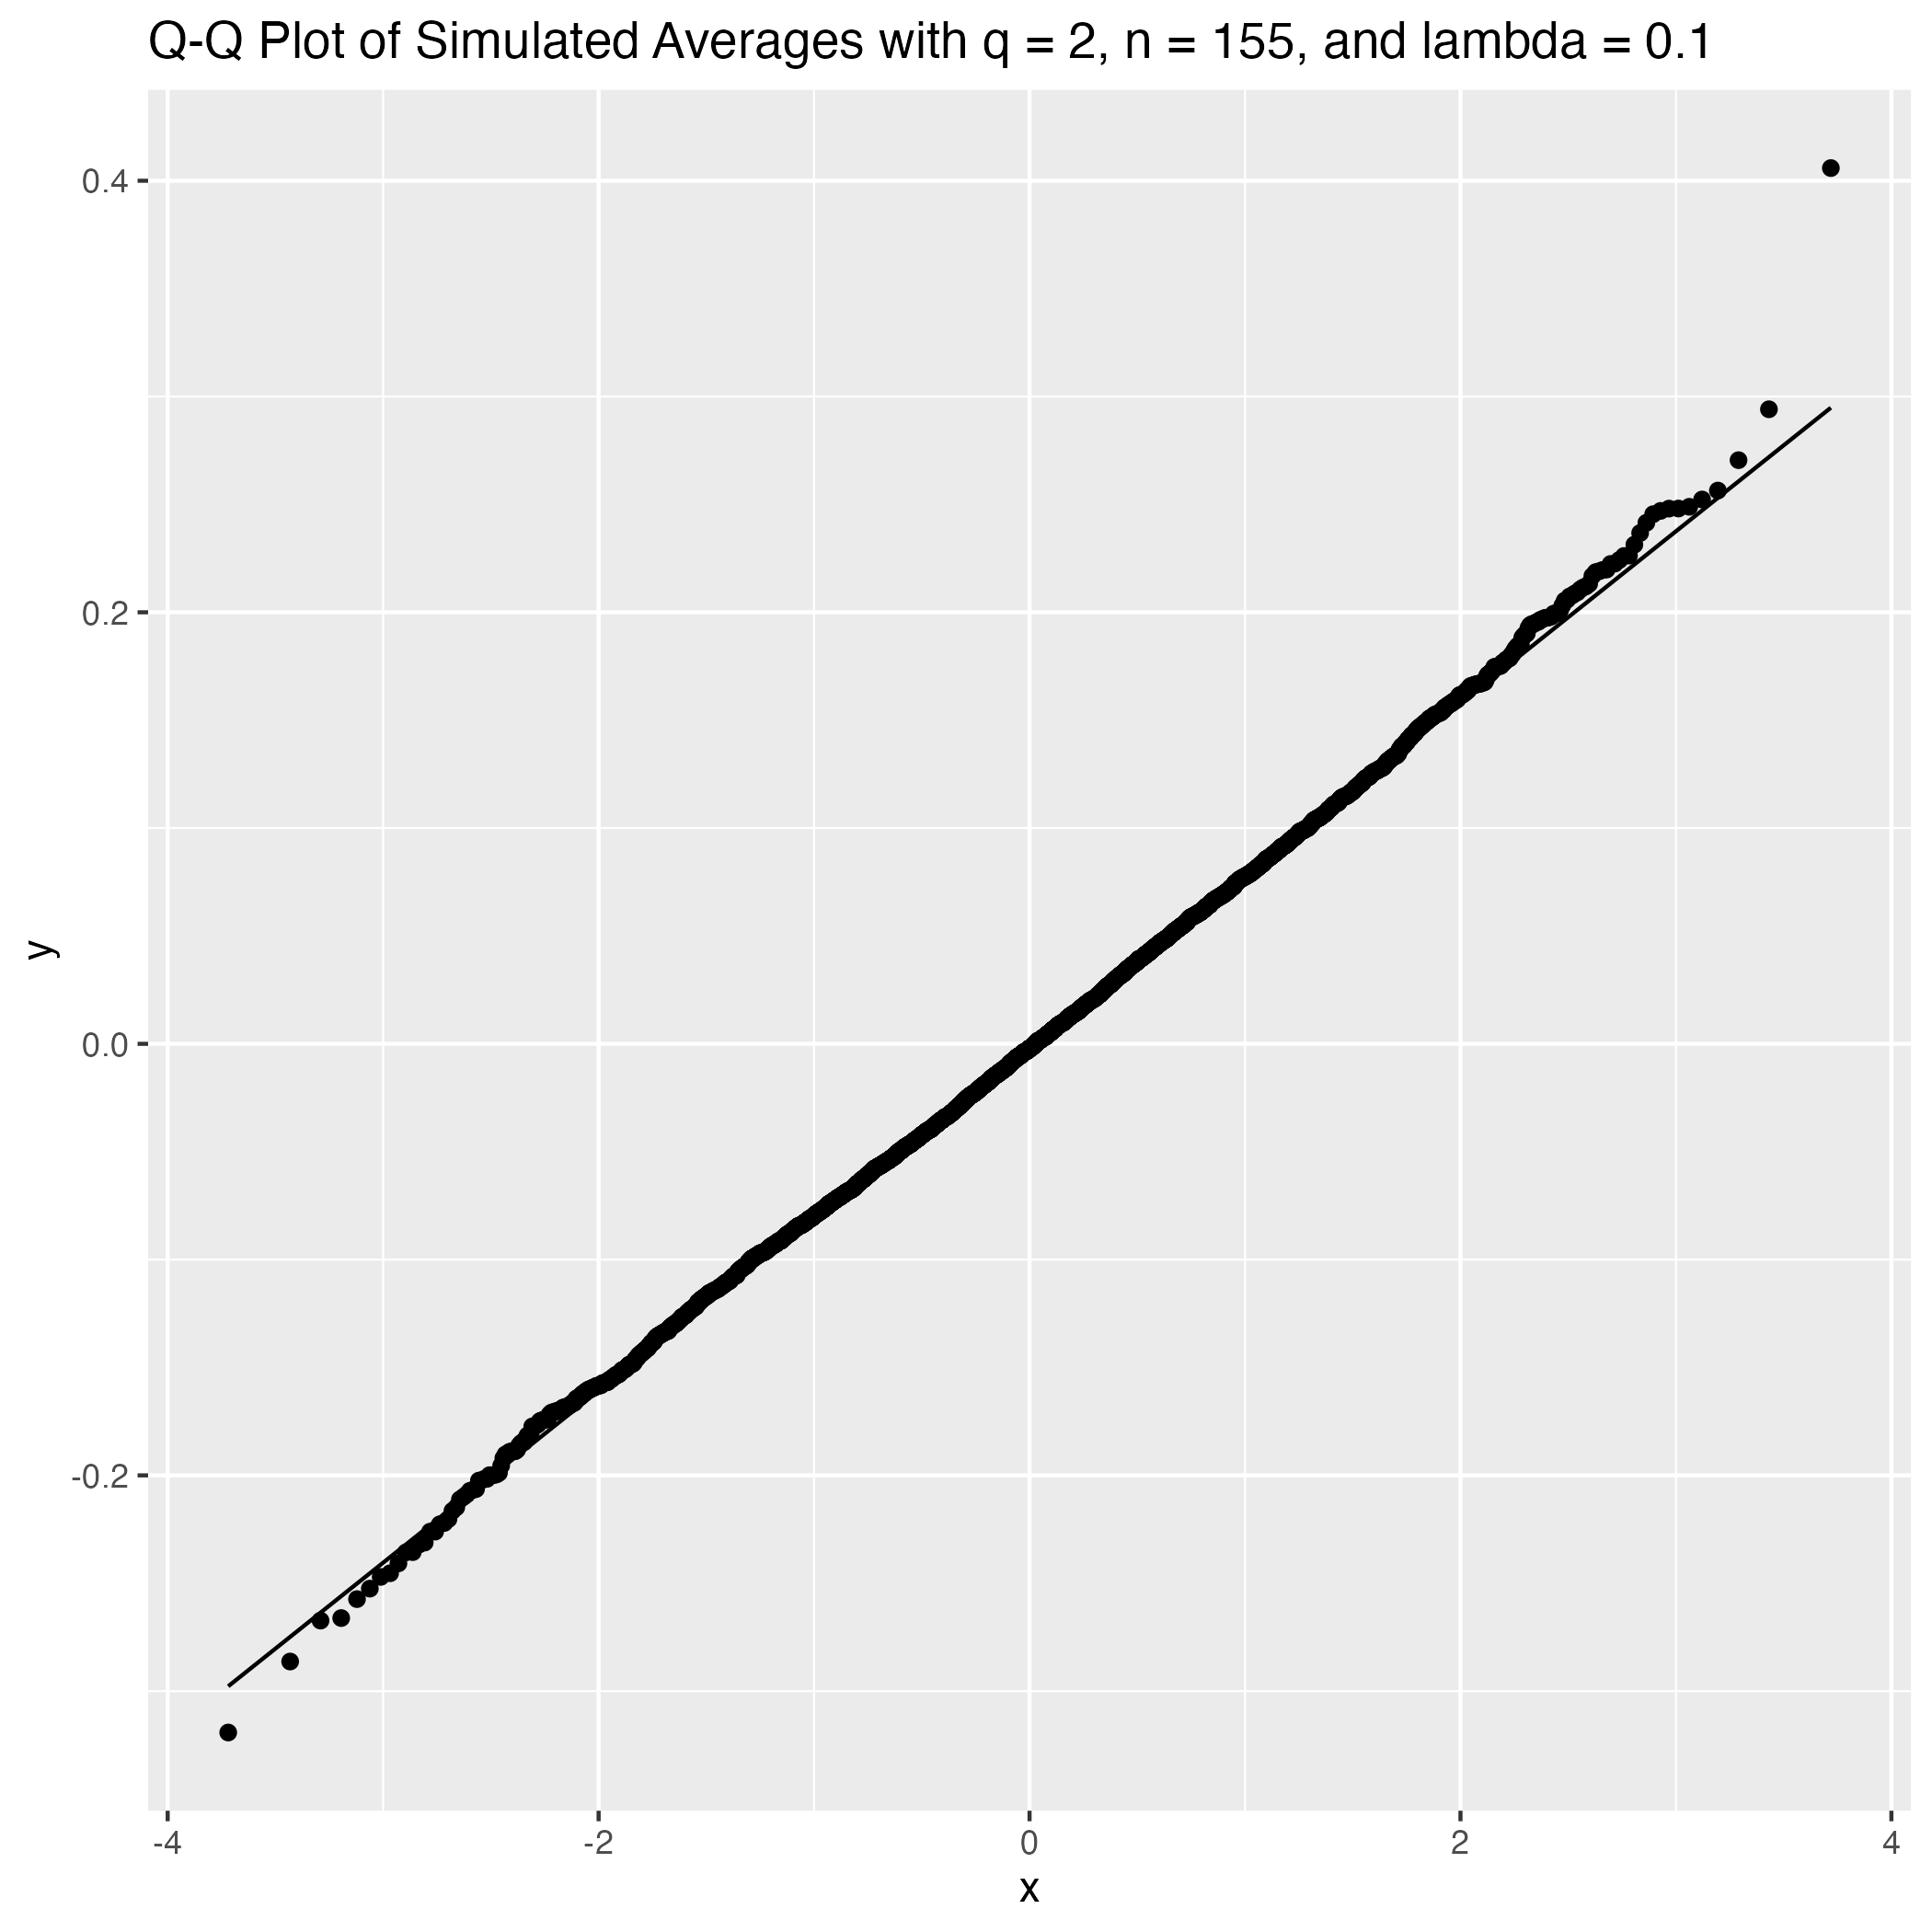 Q-Q Plot of Simulated Averages with q = 2, n = 155, and lambda = 0.1
0.4
0.2
0.0
-0.2
y
-4 -2 0 2 4
x